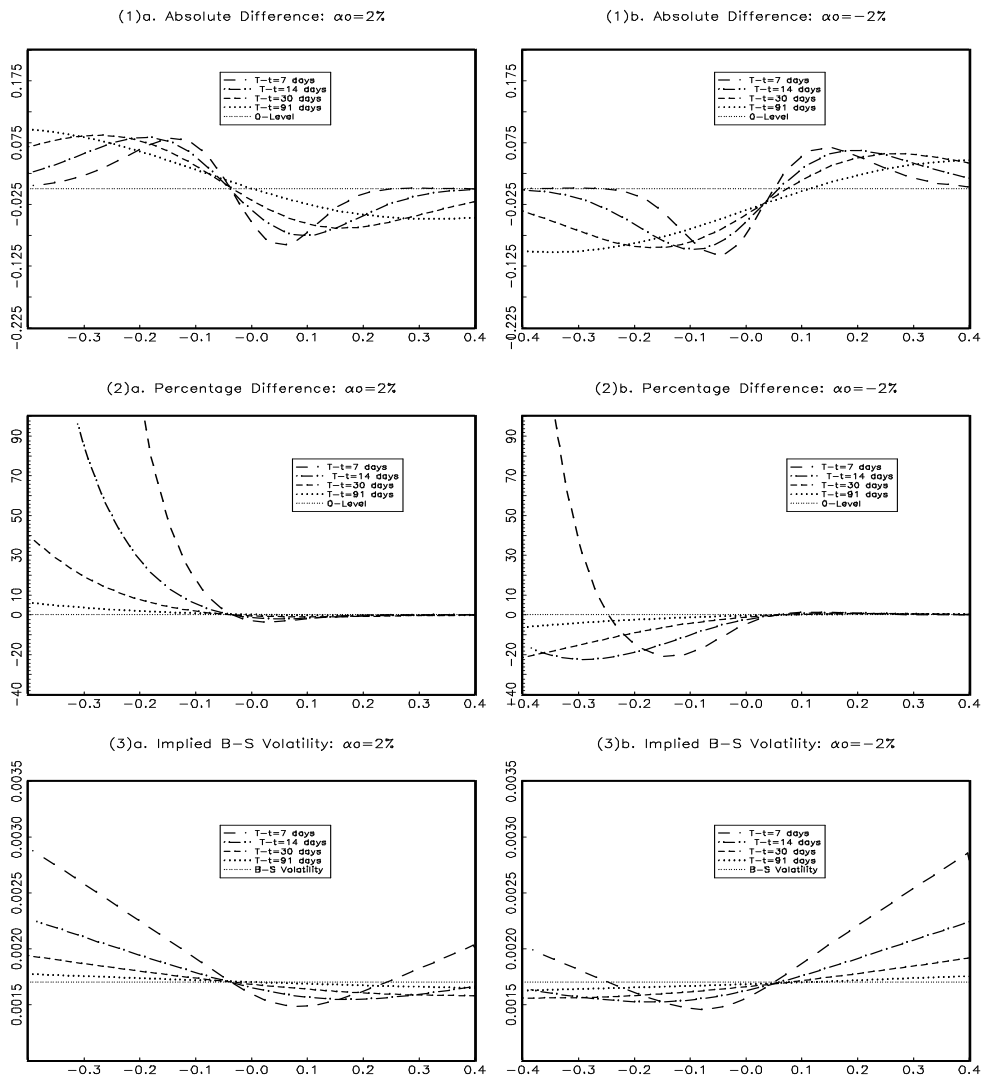 (1)a. Absolute Difference: αo=2%
0.175
0.075
−0.025
−0.125
−0.225
T−t=7 days
T−t=14 days
T−t=30 days
T−t=91 days
0−Level
−0.3 −0.2 −0.1 −0.0 0.1 0.2 0.3 0.4
(1)b. Absolute Difference: αo=−2%
0.175
0.075
−0.025
−0.125
−0.225
T−t=7 days
T−t=14 days
T−t=30 days
T−t=91 days
0−Level
−0.4 −0.3 −0.2 −0.1 −0.0 0.1 0.2 0.3 0.4
(2)a. Percentage Difference: αo=2%
90
70
50
30
10
0
−20
−40
T−t=7 days
T−t=14 days
T−t=30 days
T−t=91 days
0−Level
−0.3 −0.2 −0.1 −0.0 0.1 0.2 0.3 0.4
(2)b. Percentage Difference: αo=−2%
90
70
50
30
10
0
−20
−40
T−t=7 days
T−t=14 days
T−t=30 days
T−t=91 days
0−Level
−0.4 −0.3 −0.2 −0.1 −0.0 0.1 0.2 0.3 0.4
(3)a. Implied B−S Volatility: αo=2%
0.0035
0.0030
0.0025
0.0020
0.0015
T−t=7 days
T−t=14 days
T−t=30 days
T−t=91 days
B−S Volatility
−0.3 −0.2 −0.1 −0.0 0.1 0.2 0.3 0.4
(3)b. Implied B−S Volatility: αo=−2%
0.0035
0.0030
0.0025
0.0020
0.0015
T−t=7 days
T−t=14 days
T−t=30 days
T−t=91 days
B−S Volatility
−0.4 −0.3 −0.2 −0.1 −0.0 0.1 0.2 0.3 0.4